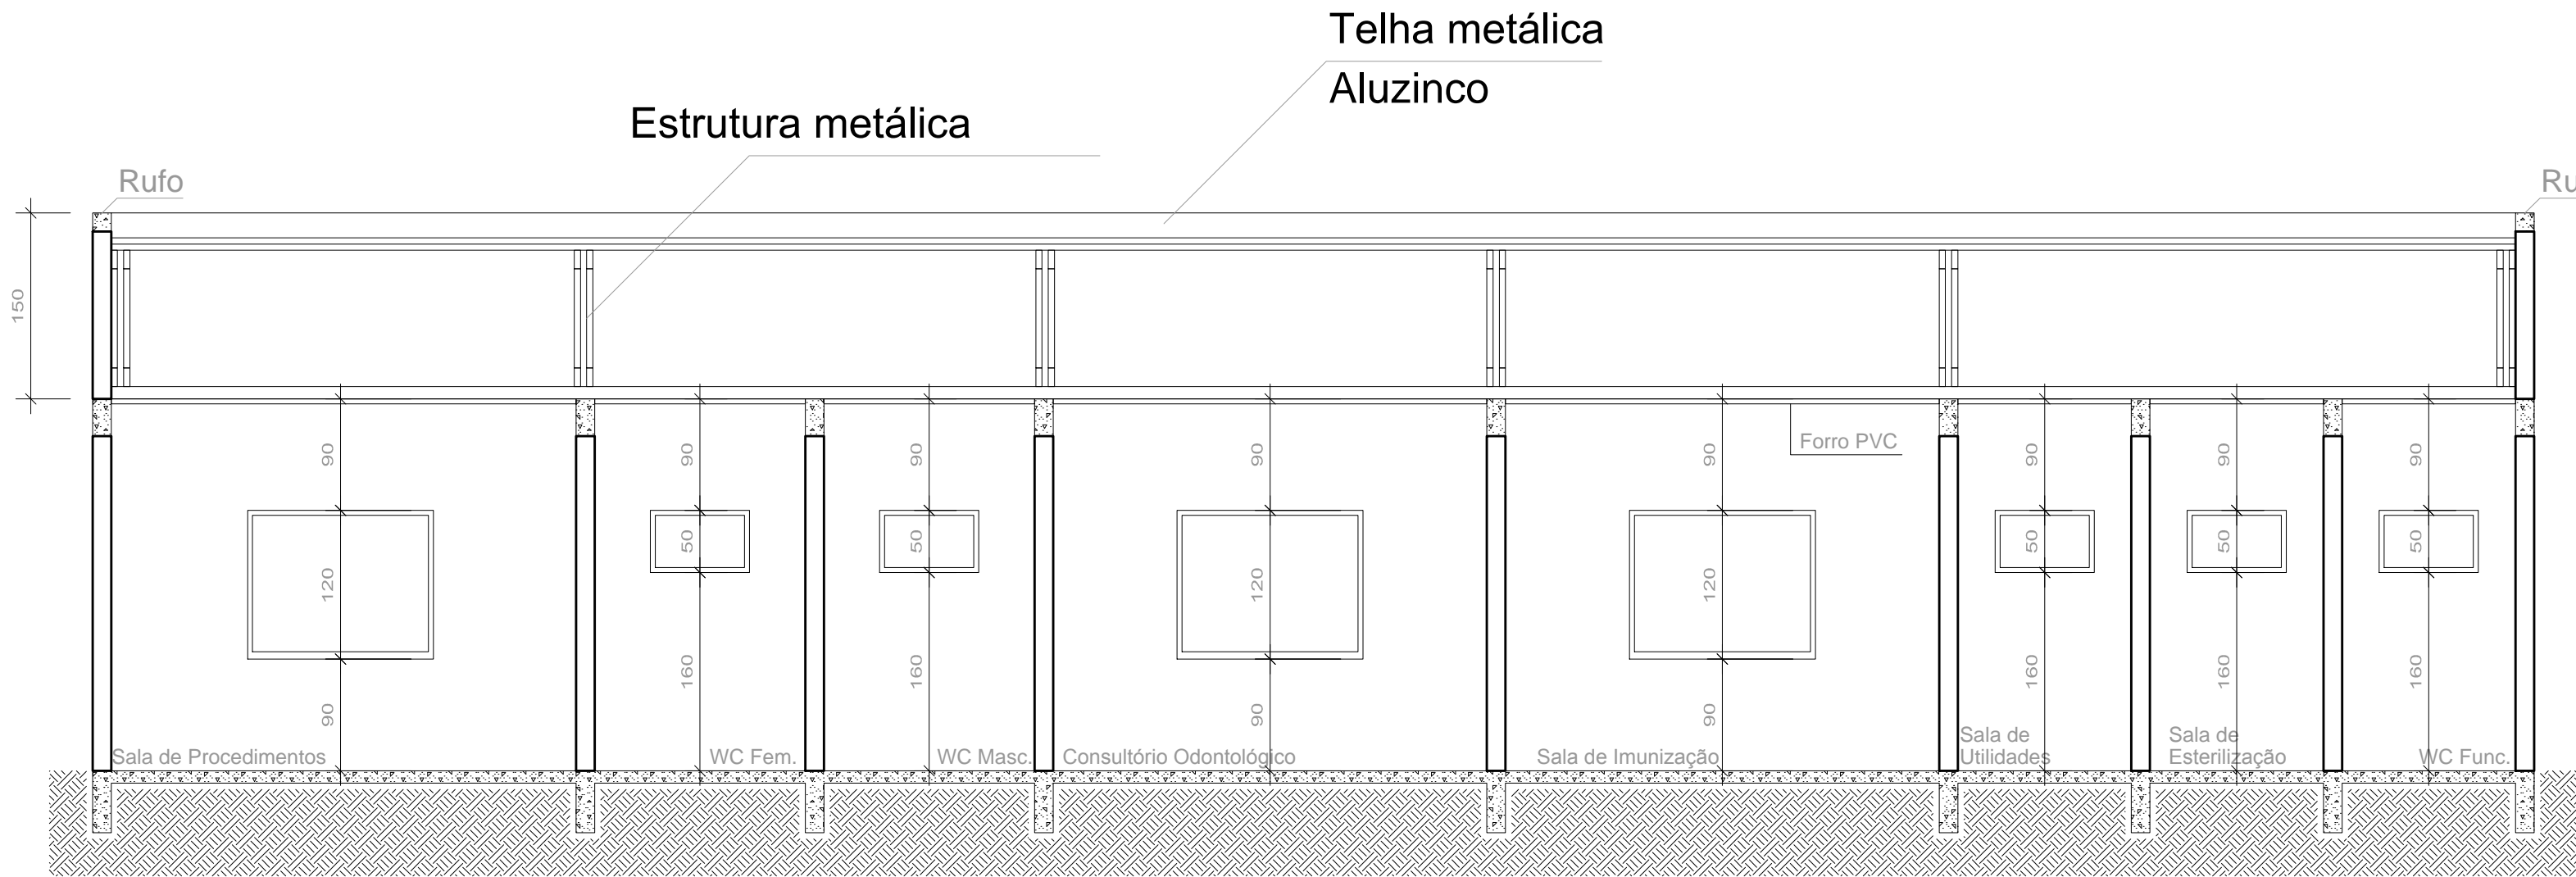 Telha metálica
Aluzinco
Estrutura metálica
Rufo
Ru
150
90
90
90
90
90
90
90
90
Forro PVC
50
50
50
50
50
120
120
120
160
160
160
160
160
90
90
90
Sala de Procedimentos
WC Fem.
WC Masc.
Consultório Odontológico
Sala de Imunização
Sala de
Utilidades
Sala de
Esterilização
WC Func.